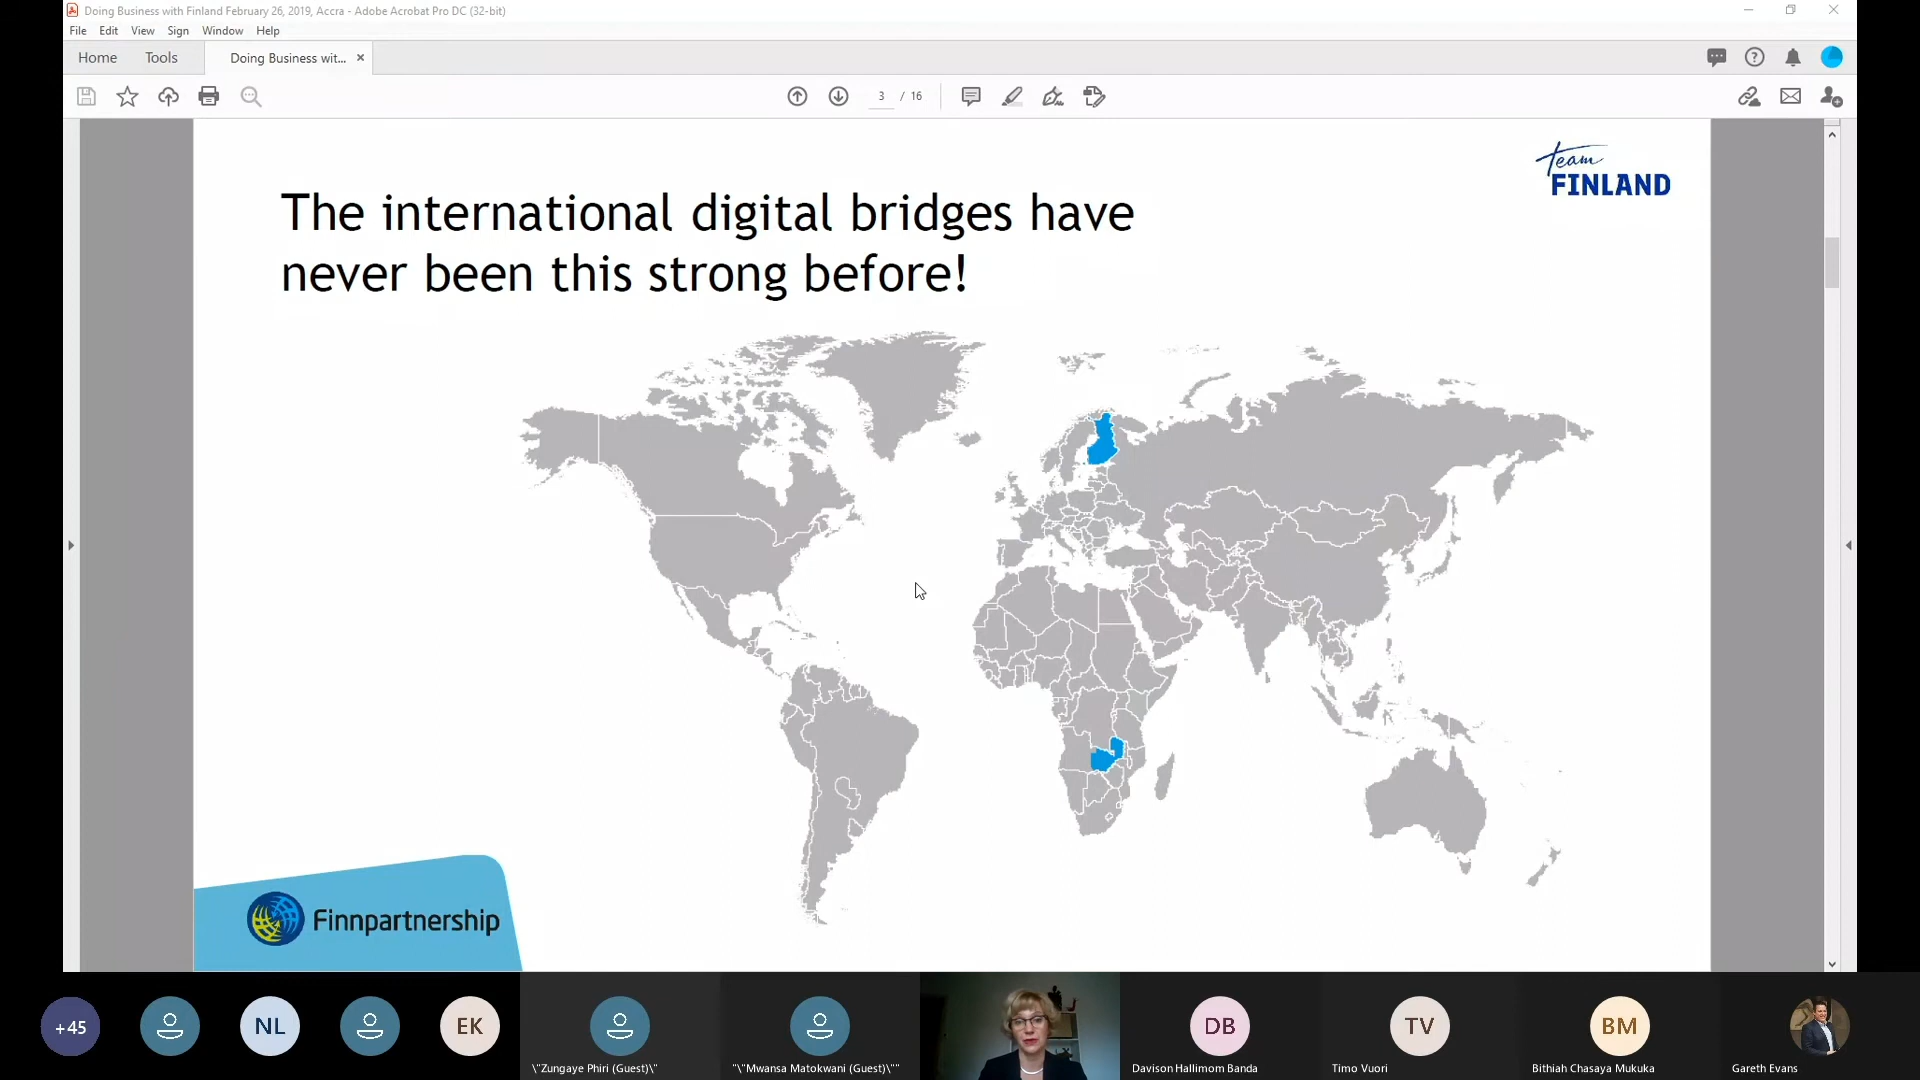 Doing Business with Finland February 26, 2019, Accra - Adobe Acrobat Pro DC (32-bit)
File Edit View Sign Window Help
Home Tools Doing Business wit... ×
3 / 16
team
FINLAND
The international digital bridges have
never been this strong before!
Finnpartnership
+45 NL EK DB TV BM
\"Zungaye Phiri (Guest)\" "\"Mwansa Matokwani (Guest)\"" Davison Hallimom Banda Timo Vuori Bithiah Chasaya Mukuka Gareth Evans